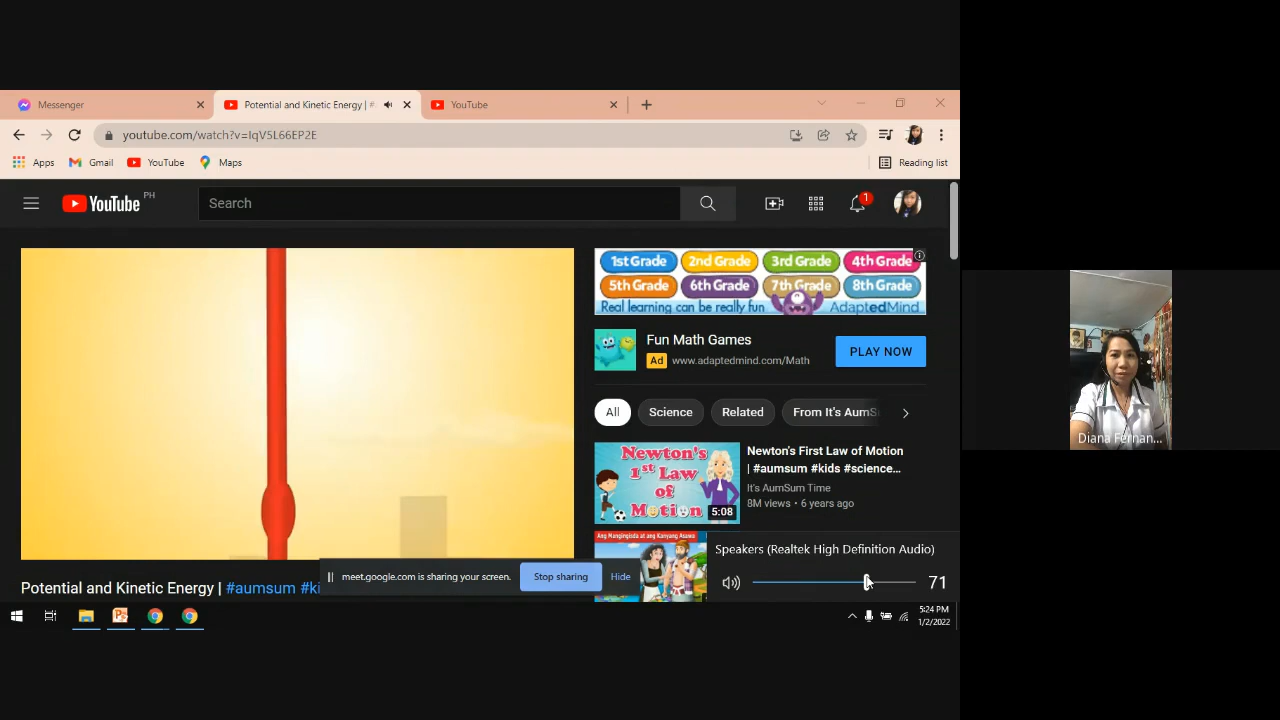 Messenger
Potential and Kinetic Energy | #
YouTube
youtube.com/watch?v=IqV5L66EP2E
Apps
Gmail
YouTube
Maps
Reading list
YouTube PH
Search
1
1st Grade 2nd Grade 3rd Grade 4th Grade
5th Grade 6th Grade 7th Grade 8th Grade
Real learning can be really fun AdaptedMind
Fun Math Games
Ad www.adaptedmind.com/Math
PLAY NOW
All
Science
Related
From It's AumS
Newton's
1st Law
of
Motion
5:08
Newton's First Law of Motion
| #aumsum #kids #science...
It's AumSum Time
8M views • 6 years ago
Ang Mangingisda at ang Kanyang Asawa
Speakers (Realtek High Definition Audio)
71
meet.google.com is sharing your screen.
Stop sharing
Hide
Potential and Kinetic Energy | #aumsum #ki
5:24 PM
1/2/2022
Diana Fernan...